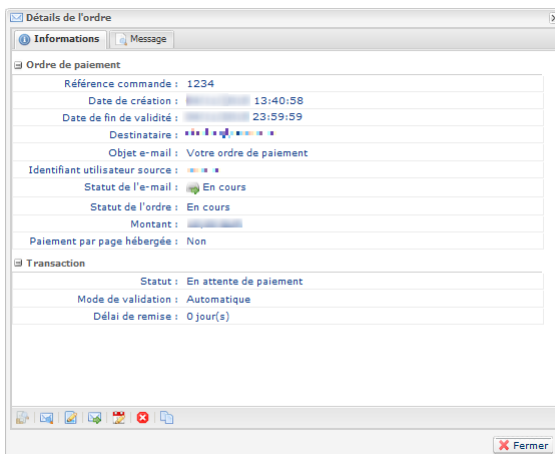 Détails de l'ordre
Informations Message
Ordre de paiement
Référence commande : 1234
Date de création : 13:40:58
Date de fin de validité : 23:59:59
Destinataire :
Objet e-mail : Votre ordre de paiement
Identifiant utilisateur source :
Statut de l'e-mail : En cours
Statut de l'ordre : En cours
Montant :
Paiement par page hébergée : Non
Transaction
Statut : En attente de paiement
Mode de validation : Automatique
Délai de remise : 0 jour(s)
Fermer